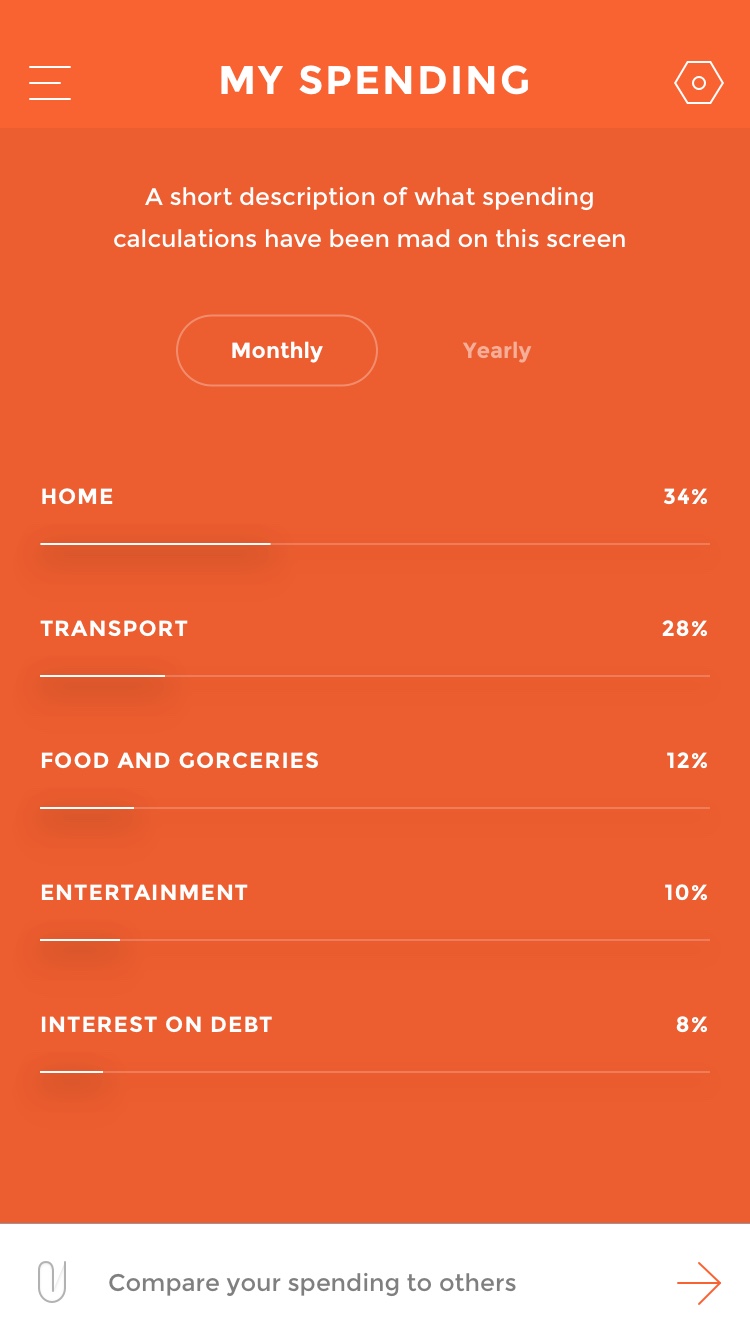 MY SPENDING
A short description of what spending
calculations have been mad on this screen
Monthly Yearly
HOME 34%
TRANSPORT 28%
FOOD AND GORCERIES 12%
ENTERTAINMENT 10%
INTEREST ON DEBT 8%
Compare your spending to others